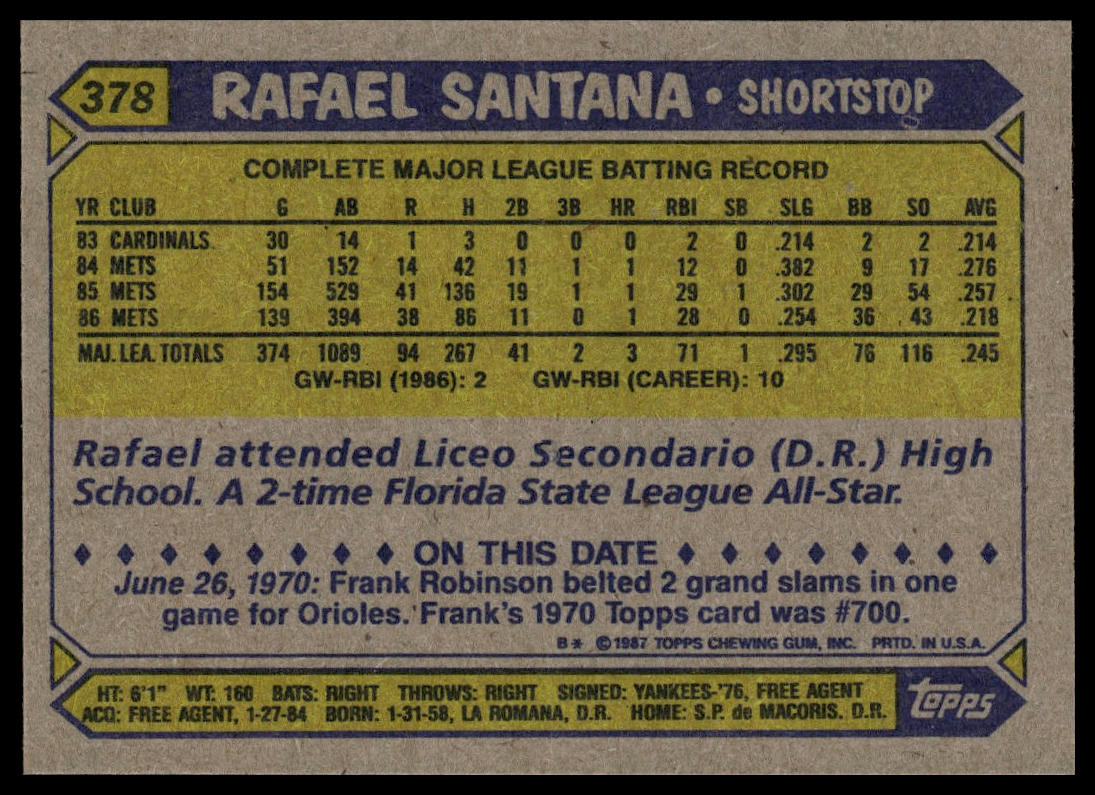 378 RAFAEL SANTANA • SHORTSTOP
COMPLETE MAJOR LEAGUE BATTING RECORD
YR CLUB G AB R H 2B 3B HR RBI SB SLG BB SO AVG
83 CARDINALS 30 14 1 3 0 0 0 2 0 .214 2 2 .214
84 METS 51 152 14 42 11 1 1 12 0 .382 9 17 .276
85 METS 154 529 41 136 19 1 1 29 1 .302 29 54 .257
86 METS 139 394 38 86 11 0 1 28 0 .254 36 43 .218
MAJ. LEA. TOTALS 374 1089 94 267 41 2 3 71 1 .295 76 116 .245
GW-RBI (1986): 2 GW-RBI (CAREER): 10
Rafael attended Liceo Secondario (D.R.) High
School. A 2-time Florida State League All-Star.
ON THIS DATE
June 26, 1970: Frank Robinson belted 2 grand slams in one
game for Orioles. Frank's 1970 Topps card was #700.
B* ©1987 TOPPS CHEWING GUM, INC. PRTD. IN U.S.A.
HT: 6'1" WT: 160 BATS: RIGHT THROWS: RIGHT SIGNED: YANKEES-'76, FREE AGENT
ACQ: FREE AGENT, 1-27-84 BORN: 1-31-58, LA ROMANA, D.R. HOME: S.P. de MACORIS. D.R.
topps